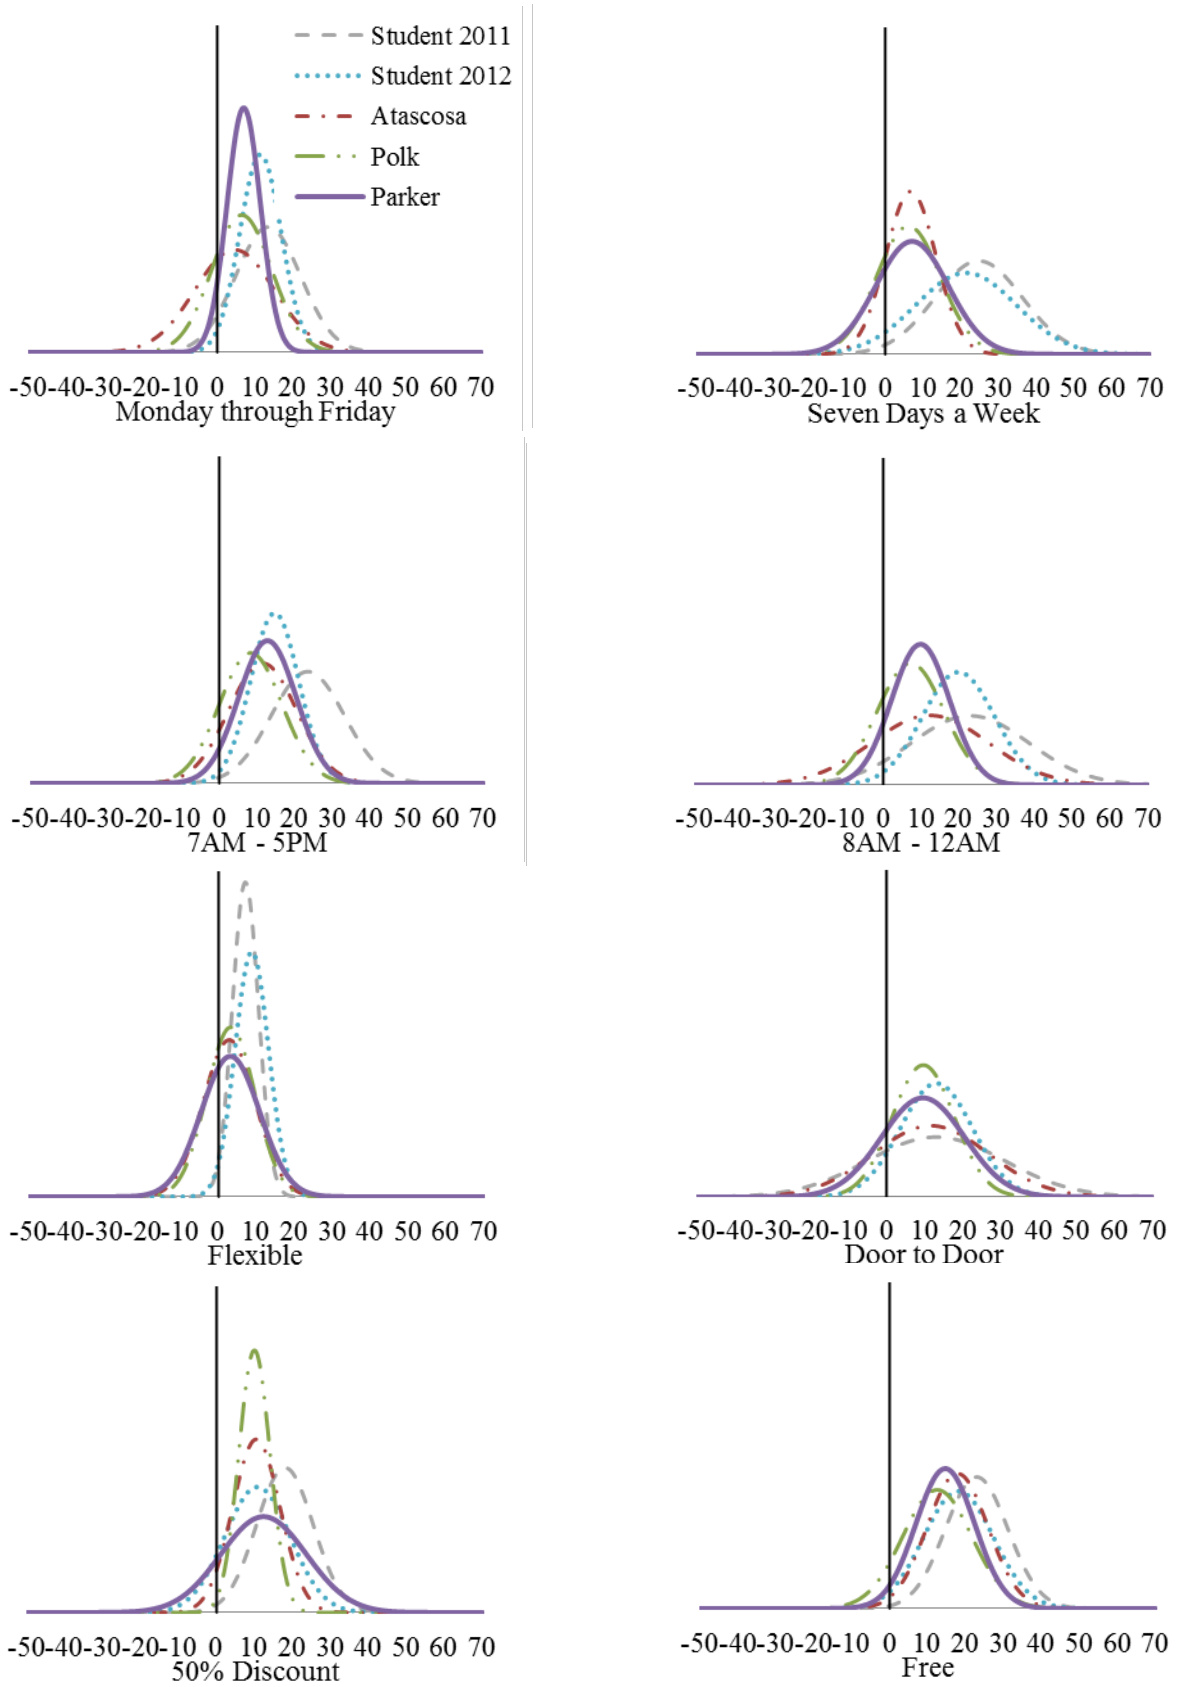 Student 2011
Student 2012
Atascosa
Polk
Parker
-50-40-30-20-10 0 10 20 30 40 50 60 70
Monday through Friday
-50-40-30-20-10 0 10 20 30 40 50 60 70
Seven Days a Week
-50-40-30-20-10 0 10 20 30 40 50 60 70
7AM - 5PM
-50-40-30-20-10 0 10 20 30 40 50 60 70
8AM - 12AM
-50-40-30-20-10 0 10 20 30 40 50 60 70
Flexible
-50-40-30-20-10 0 10 20 30 40 50 60 70
Door to Door
-50-40-30-20-10 0 10 20 30 40 50 60 70
50% Discount
-50-40-30-20-10 0 10 20 30 40 50 60 70
Free